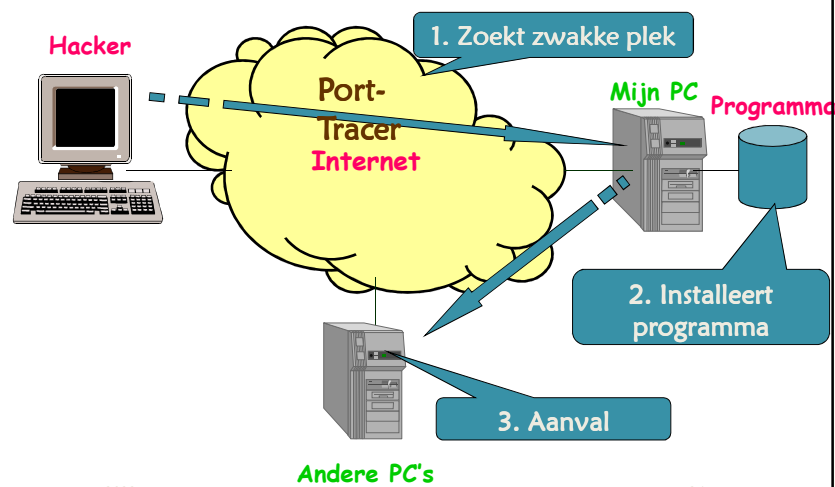 Hacker
1. Zoekt zwakke plek
Port-
Tracer
Internet
Mijn PC
Programma
2. Installeert
programma
3. Aanval
Andere PC's